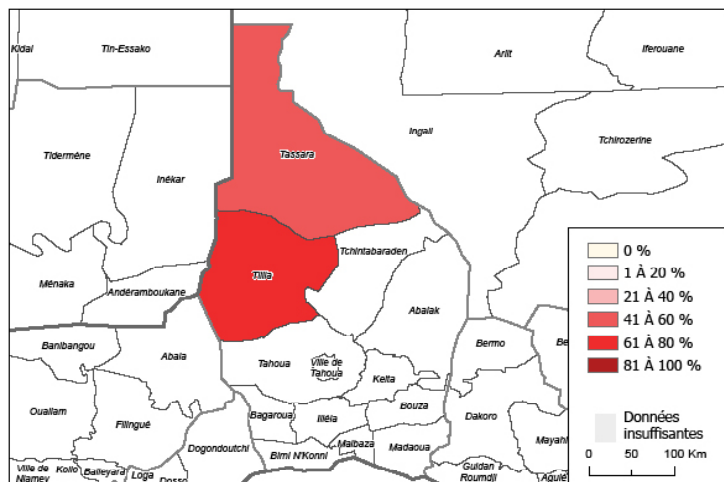 Kidal
Tin-Essako
Arlit
Iferouane
Ingall
Tchirozerine
Tassara
Tidermène
Inékar
Tchintabaraden
Tillia
Ménaka
Andéramboukane
Abalak
Banibangou
Abala
Bermo
Be
Tahoua
Ville de
Tahoua
Keita
Ouallam
Filingué
Bagaroua
Illéla
Bouza
Dakoro
Mayahi
Dogondoutchi
Malbaza
Madaoua
Birni N'Konni
Ville de
Niamey
Kollo
Balleyara
Loga
Dosso
Guidan
Roumdji
Aguié
0 %
1 À 20 %
21 À 40 %
41 À 60 %
61 À 80 %
81 À 100 %
Données
insuffisantes
0 50 100 Km